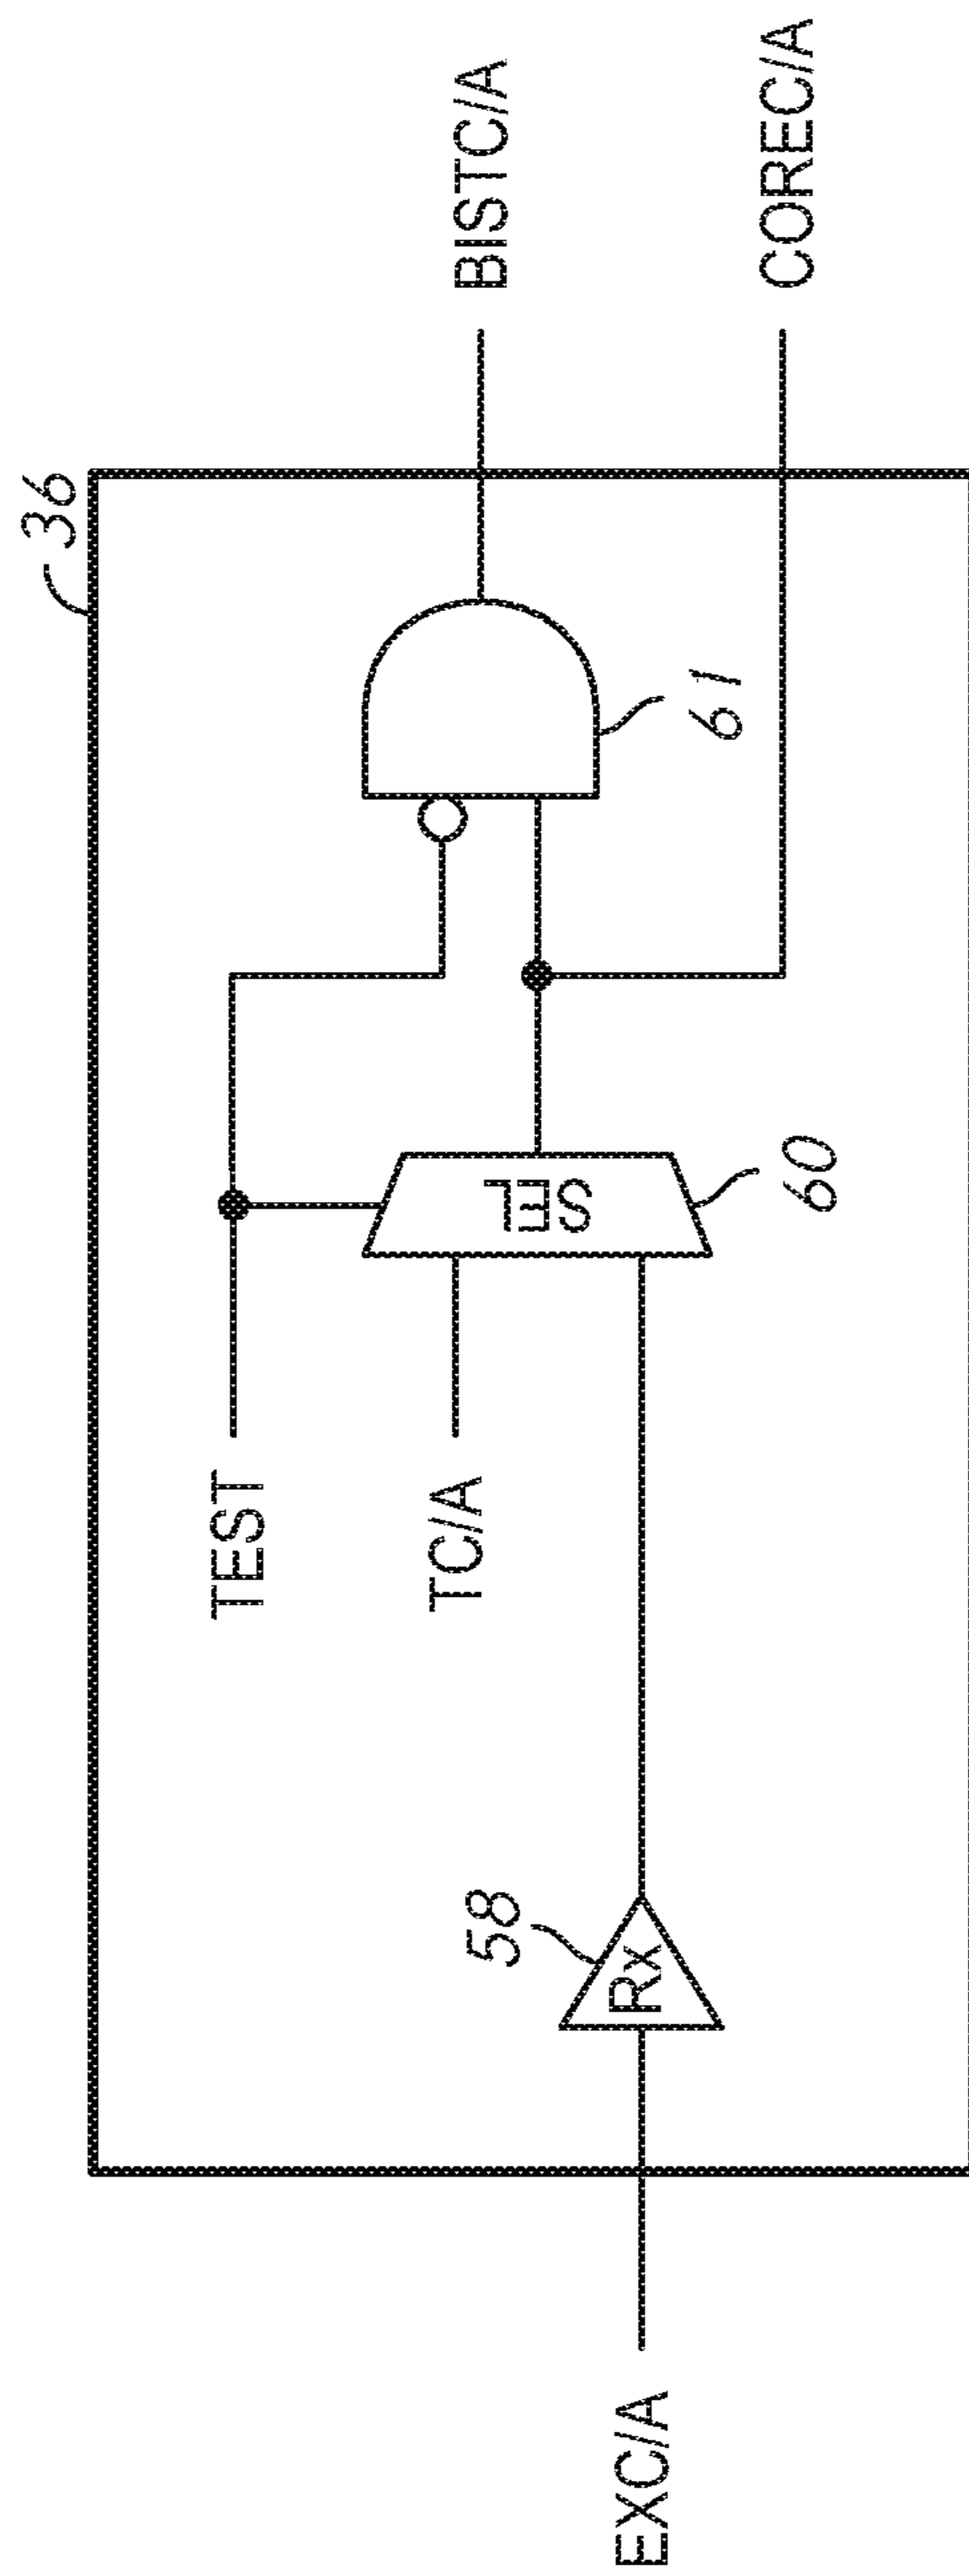 36
TEST
TC/A
SEL
60
61
BISTC/A
COREC/A
EXC/A
58
Rx